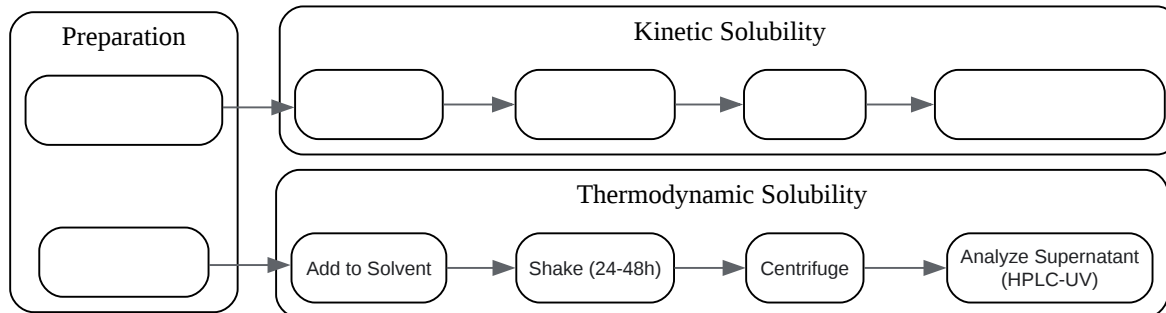 Preparation
Kinetic Solubility
Thermodynamic Solubility
Add to Solvent
Shake (24-48h)
Centrifuge
Analyze Supernatant
(HPLC-UV)